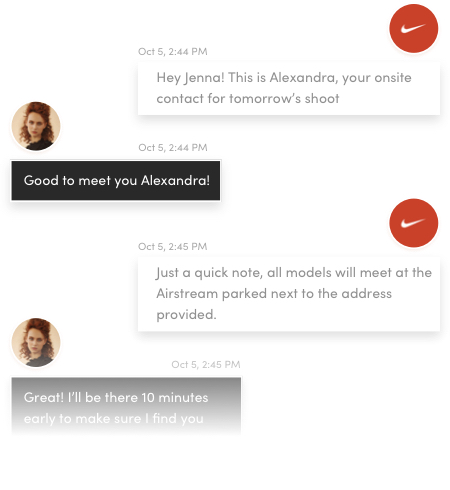 Oct 5, 2:44 PM
Hey Jenna! This is Alexandra, your onsite
contact for tomorrow’s shoot
Oct 5, 2:44 PM
Good to meet you Alexandra!
Oct 5, 2:45 PM
Just a quick note, all models will meet at the
Airstream parked next to the address
provided.
Oct 5, 2:45 PM
Great! I’ll be there 10 minutes
early to make sure I find you